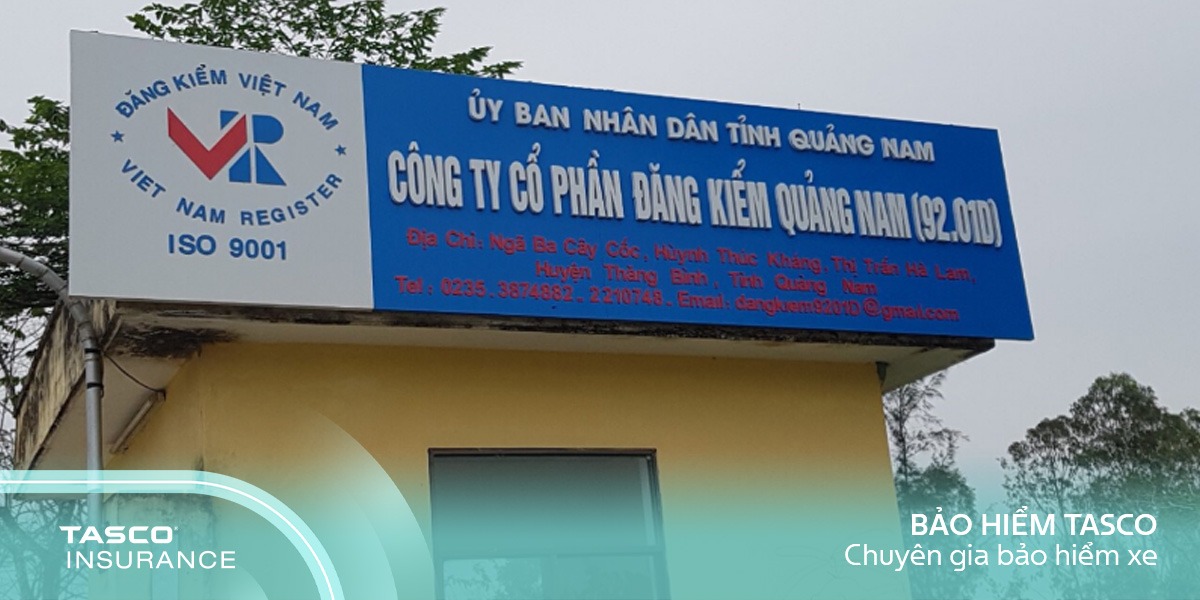 ĐĂNG KIỂM VIỆT NAM
VR
VIET NAM REGISTER
ISO 9001
ỦY BAN NHÂN DÂN TỈNH QUẢNG NAM
CÔNG TY CỔ PHẦN ĐĂNG KIỂM QUẢNG NAM (92.01D)
Địa Chỉ: Ngã Ba Cây Cốc, Huỳnh Thúc Kháng, Thị Trấn Hà Lam,
Huyện Thăng Bình, Tỉnh Quảng Nam
Tel: 0235.3874882.2210748. Email: dangkiem9201D@gmail.com
TASCO
INSURANCE
BẢO HIỂM TASCO
Chuyên gia bảo hiểm xe